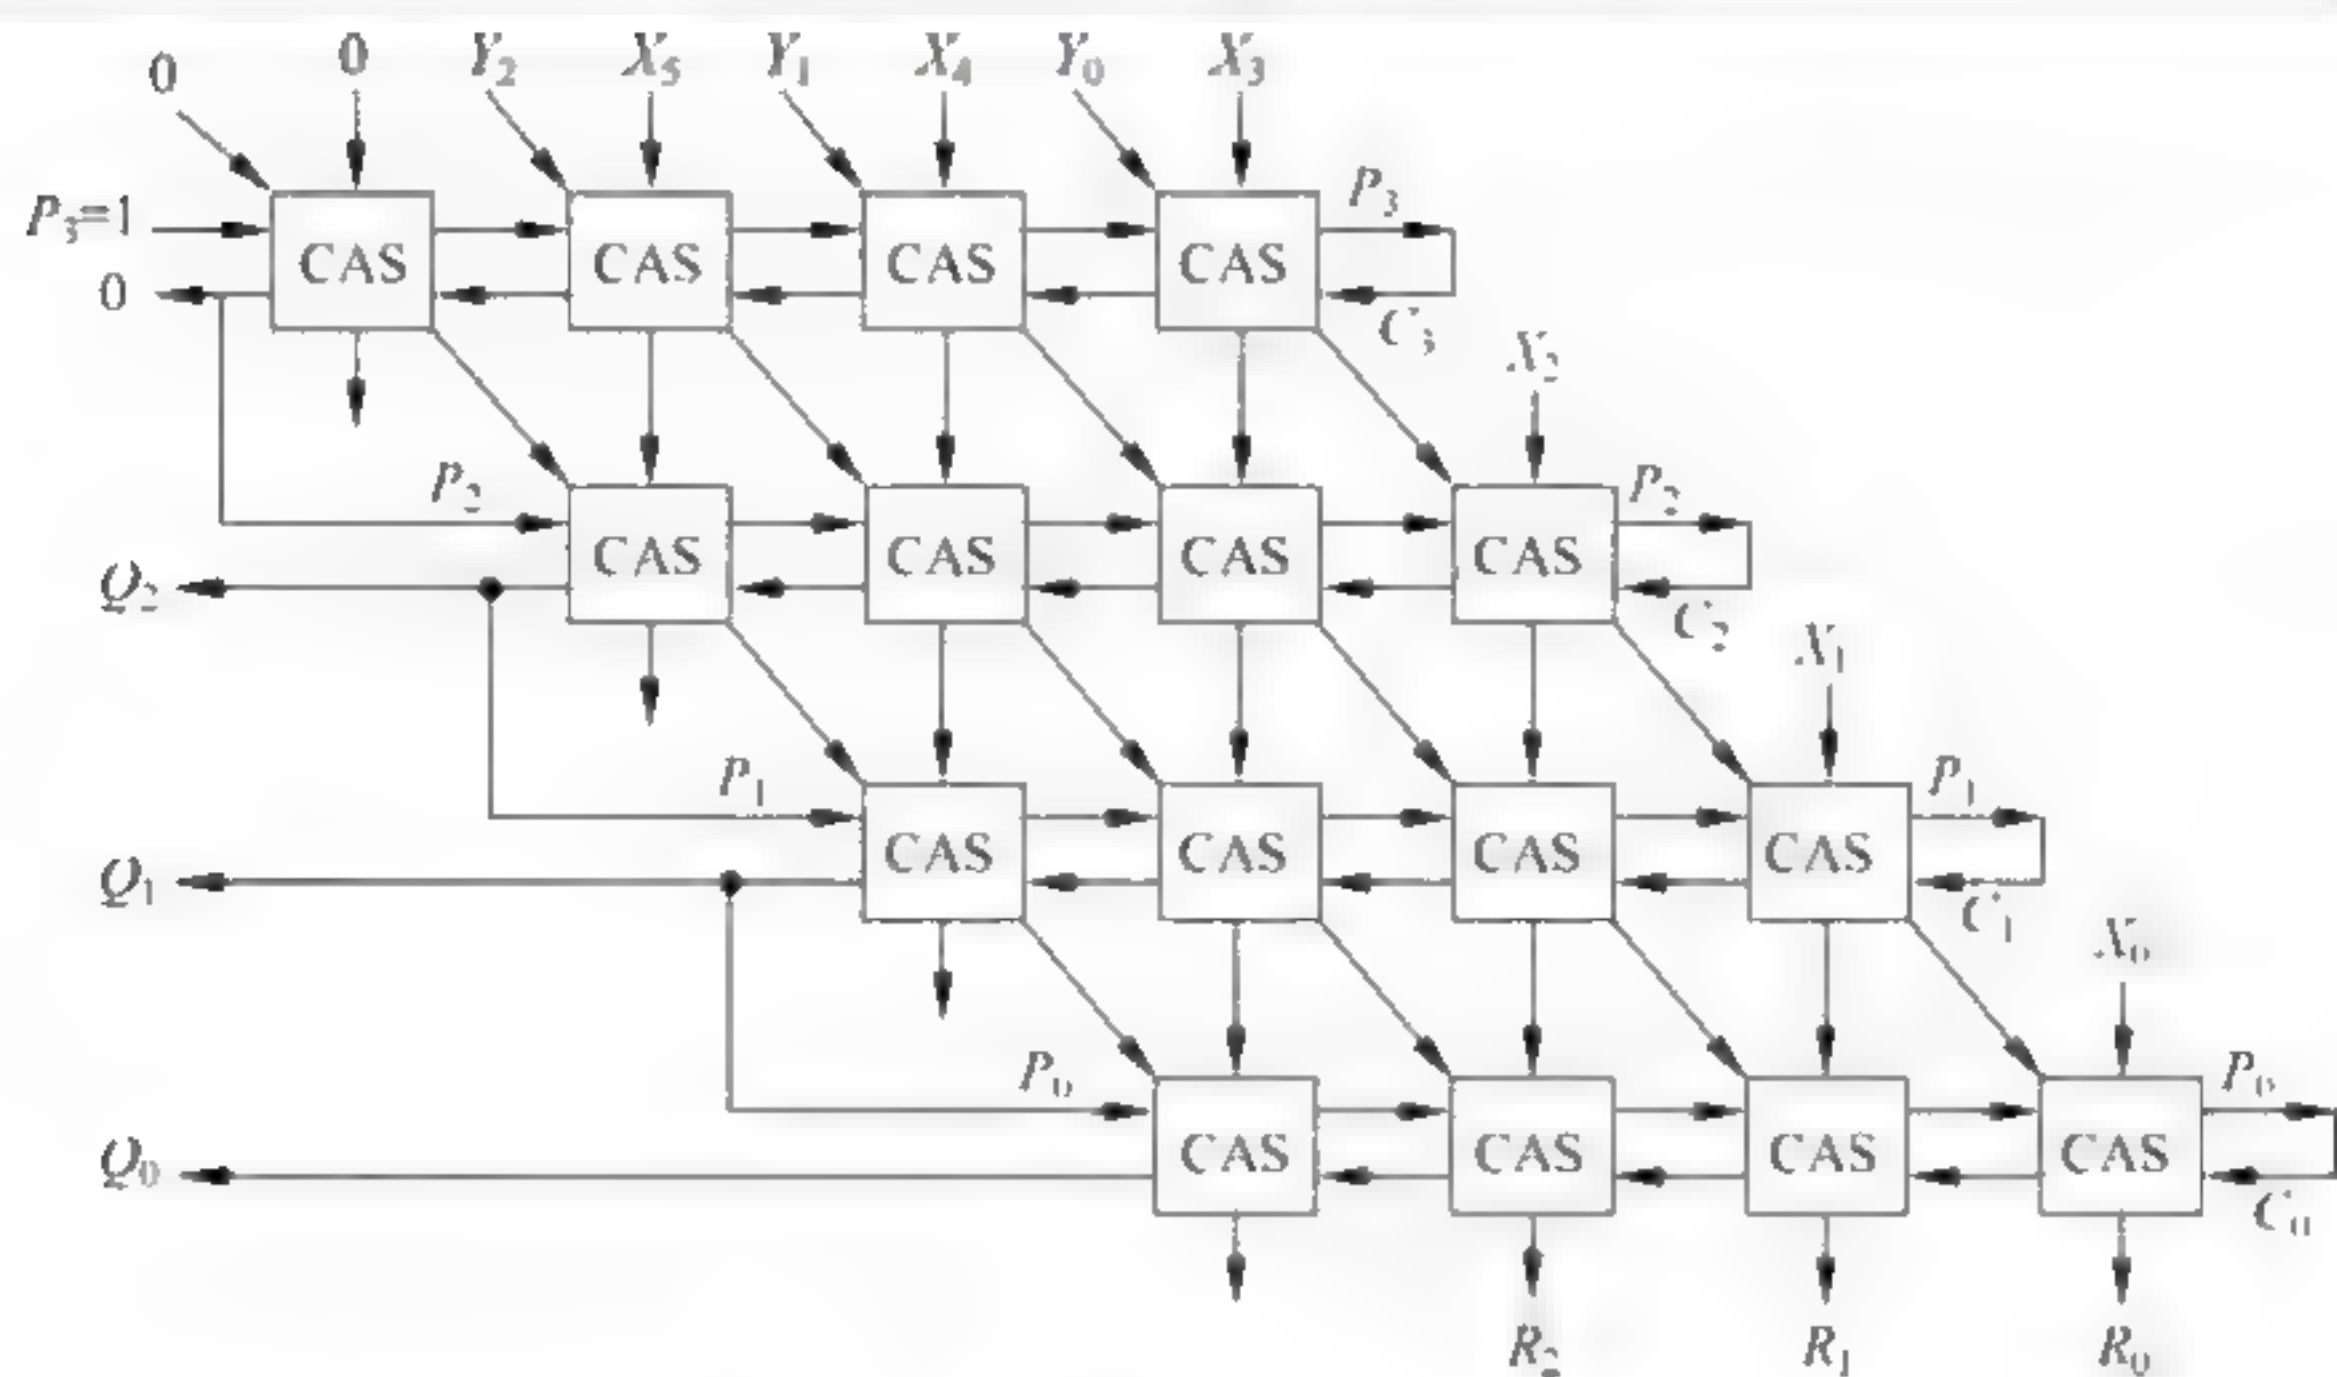 0 0 Y₂ X₅ Y₁ X₄ Y₀ X₃
P₃=1 CAS CAS CAS CAS P₃
0 C₃
X₂
P₂ CAS CAS CAS CAS P₂
Q₂ C₂
X₁
P₁ CAS CAS CAS CAS P₁
Q₁ C₁
X₀
P₀ CAS CAS CAS CAS P₀
Q₀ C₀
R₂ R₁ R₀